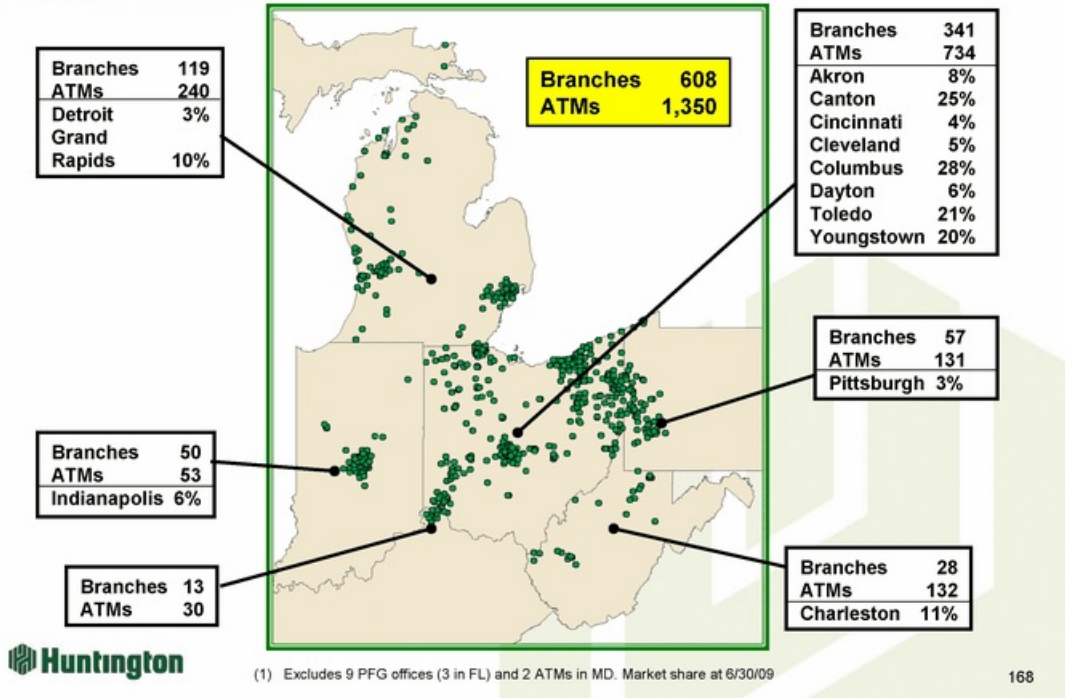 Branches 119
ATMs 240
Detroit 3%
Grand
Rapids 10%
Branches 608
ATMs 1,350
Branches 341
ATMs 734
Akron 8%
Canton 25%
Cincinnati 4%
Cleveland 5%
Columbus 28%
Dayton 6%
Toledo 21%
Youngstown 20%
Branches 57
ATMs 131
Pittsburgh 3%
Branches 50
ATMs 53
Indianapolis 6%
Branches 13
ATMs 30
Branches 28
ATMs 132
Charleston 11%
Huntington
(1) Excludes 9 PFG offices (3 in FL) and 2 ATMs in MD. Market share at 6/30/09
168